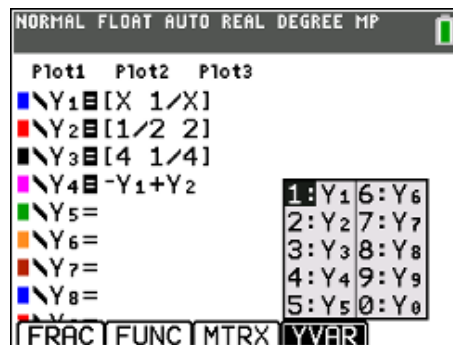 NORMAL FLOAT AUTO REAL DEGREE MP
Plot1 Plot2 Plot3
\Y1=[X 1/X]
\Y2=[1/2 2]
\Y3=[4 1/4]
\Y4=-Y1+Y2
\Y5=
\Y6=
\Y7=
\Y8=
1:Y1 6:Y6
2:Y2 7:Y7
3:Y3 8:Y8
4:Y4 9:Y9
5:Y5 0:Y0
FRAC FUNC MTRX YVAR